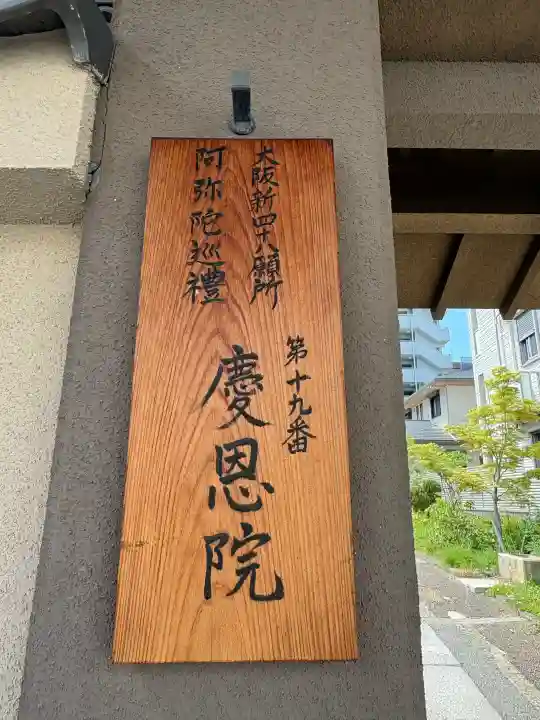 大阪新四十八願所
阿弥陀巡禮
第十九番
慶恩院